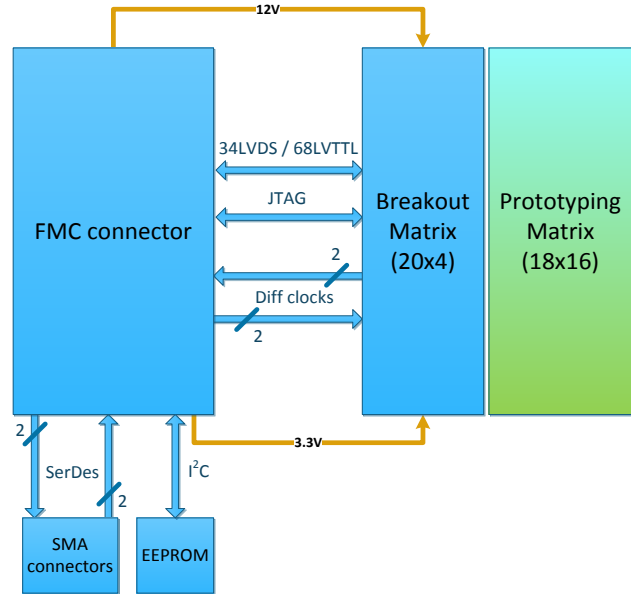 12V
34LVDS / 68LVTTL
JTAG
FMC connector
Breakout
Matrix
(20x4)
Prototyping
Matrix
(18x16)
2
Diff clocks
2
3.3V
2
SerDes
2
I²C
SMA
connectors
EEPROM